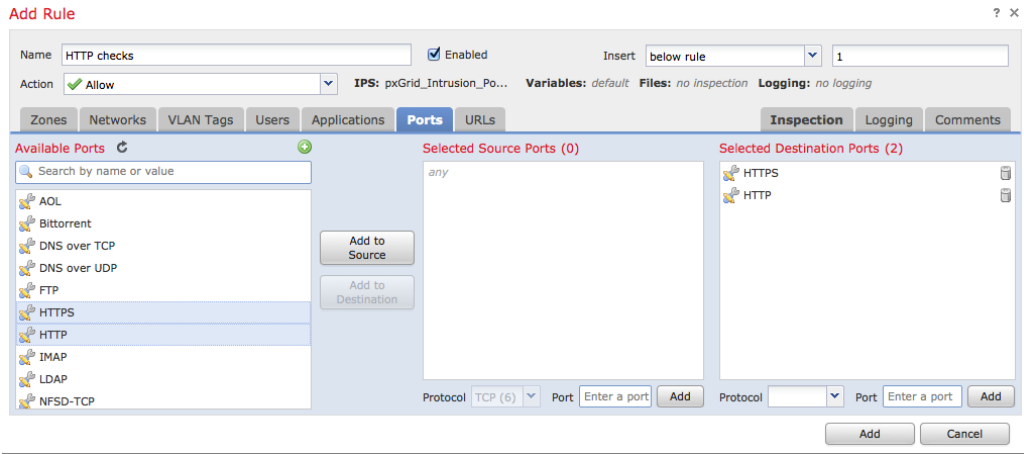 Add Rule ? ×
Name HTTP checks Enabled Insert below rule 1
Action Allow IPS: pxGrid_Intrusion_Po... Variables: default Files: no inspection Logging: no logging
Zones Networks VLAN Tags Users Applications Ports URLs Inspection Logging Comments
Available Ports Selected Source Ports (0) Selected Destination Ports (2)
Search by name or value any HTTPS
HTTP
AOL
Bittorrent
DNS over TCP
DNS over UDP
FTP
HTTPS
HTTP
IMAP
LDAP
NFSD-TCP
Add to
Source
Add to
Destination
Protocol TCP (6) Port Enter a port Add Protocol Port Enter a port Add
Add Cancel